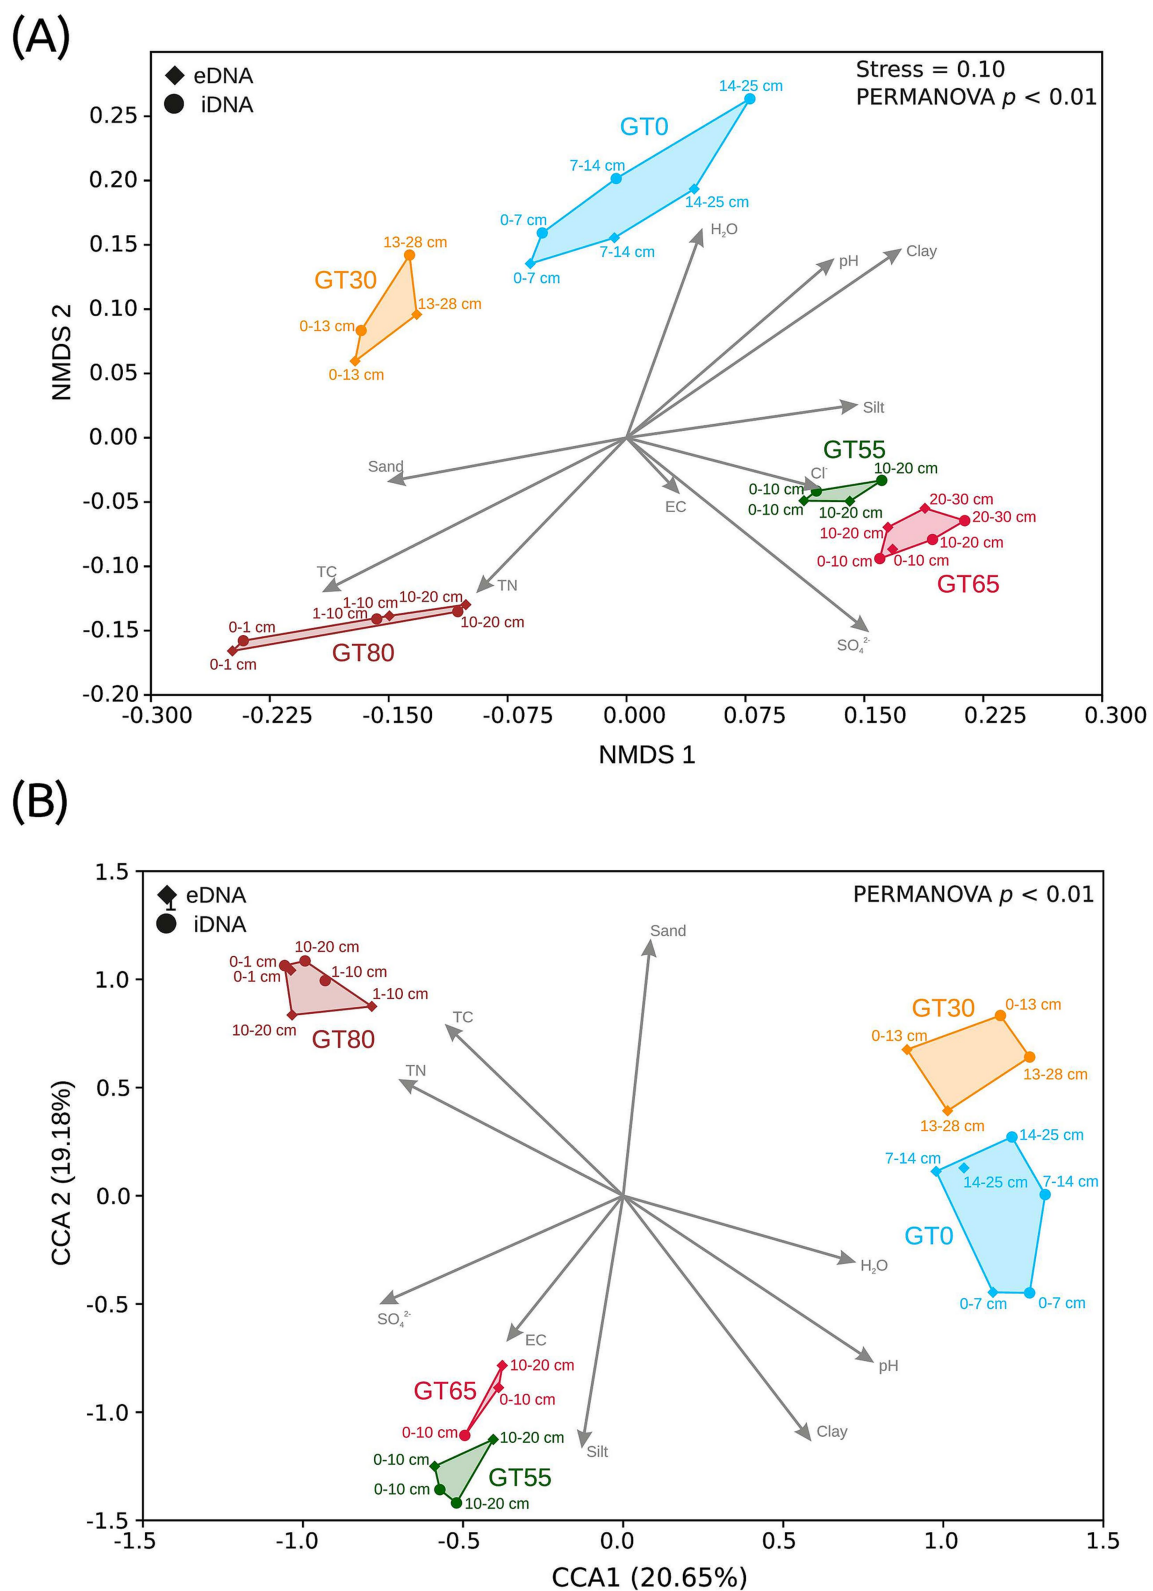 (A)
eDNA
iDNA
Stress = 0.10
PERMANOVA p < 0.01
14-25 cm
GT0
7-14 cm
14-25 cm
0-7 cm
7-14 cm
0-7 cm
H₂O
pH
Clay
13-28 cm
GT30
13-28 cm
0-13 cm
0-13 cm
Silt
GT55
Sand
Cl⁻
10-20 cm
0-10 cm
0-10 cm
10-20 cm
EC
20-30 cm
20-30 cm
10-20 cm
10-20 cm
0-10 cm
0-10 cm
GT65
TC
TN
1-10 cm
10-20 cm
1-10 cm
10-20 cm
0-1 cm
GT80
0-1 cm
SO₄²⁻
0.25
0.20
0.15
0.10
0.05
0.00
-0.05
-0.10
-0.15
-0.20
NMDS 2
-0.300
-0.225
-0.150
-0.075
0.000
0.075
0.150
0.225
0.300
NMDS 1
(B)
eDNA
1
iDNA
PERMANOVA p < 0.01
Sand
10-20 cm
0-1 cm
0-1 cm
1-10 cm
1-10 cm
10-20 cm
GT80
TC
TN
GT30
0-13 cm
0-13 cm
13-28 cm
13-28 cm
14-25 cm
7-14 cm
14-25 cm
7-14 cm
GT0
0-7 cm
0-7 cm
H₂O
pH
Clay
SO₄²⁻
EC
10-20 cm
GT65
0-10 cm
0-10 cm
10-20 cm
Silt
0-10 cm
GT55
0-10 cm
10-20 cm
1.5
1.0
0.5
0.0
-0.5
-1.0
-1.5
CCA 2 (19.18%)
-1.5
-1.0
-0.5
0.0
0.5
1.0
1.5
CCA1 (20.65%)